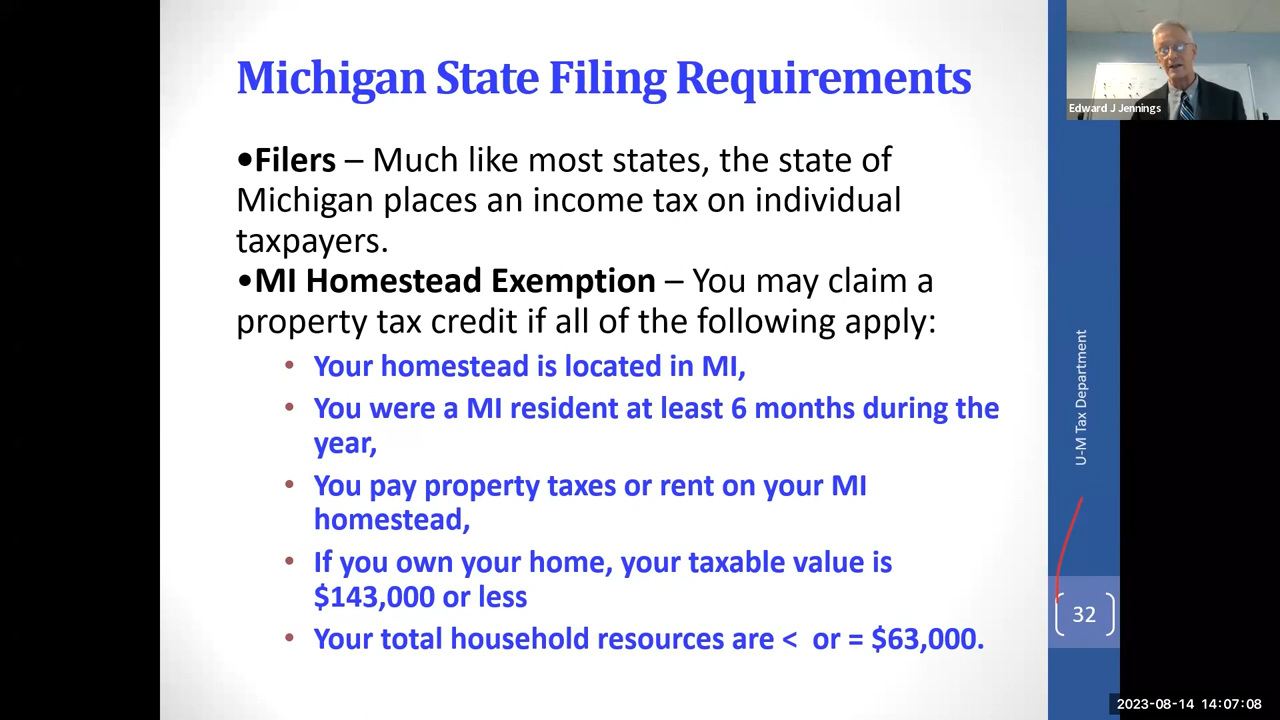 Michigan State Filing Requirements
•Filers – Much like most states, the state of
Michigan places an income tax on individual
taxpayers.
•MI Homestead Exemption – You may claim a
property tax credit if all of the following apply:
• Your homestead is located in MI,
• You were a MI resident at least 6 months during the
year,
• You pay property taxes or rent on your MI
homestead,
• If you own your home, your taxable value is
$143,000 or less
• Your total household resources are < or = $63,000.
Edward J Jennings
U-M Tax Department
32
2023-08-14 14:07:08